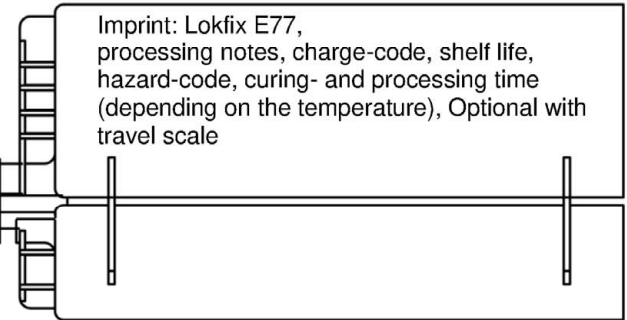 Imprint: Lokfix E77,
processing notes, charge-code, shelf life,
hazard-code, curing- and processing time
(depending on the temperature), Optional with
travel scale